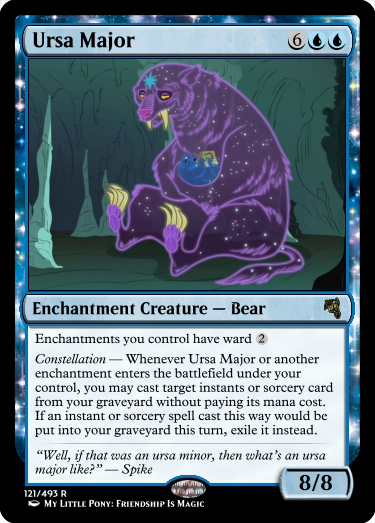 Ursa Major 6
Enchantment Creature — Bear
Enchantments you control have ward 2
Constellation — Whenever Ursa Major or another
enchantment enters the battlefield under your
control, you may cast target instants or sorcery card
from your graveyard without paying its mana cost.
If an instant or sorcery spell cast this way would be
put into your graveyard this turn, exile it instead.
“Well, if that was an ursa minor, then what’s an ursa
major like?” — Spike
8/8
121/493 R
My Little Pony: Friendship Is Magic